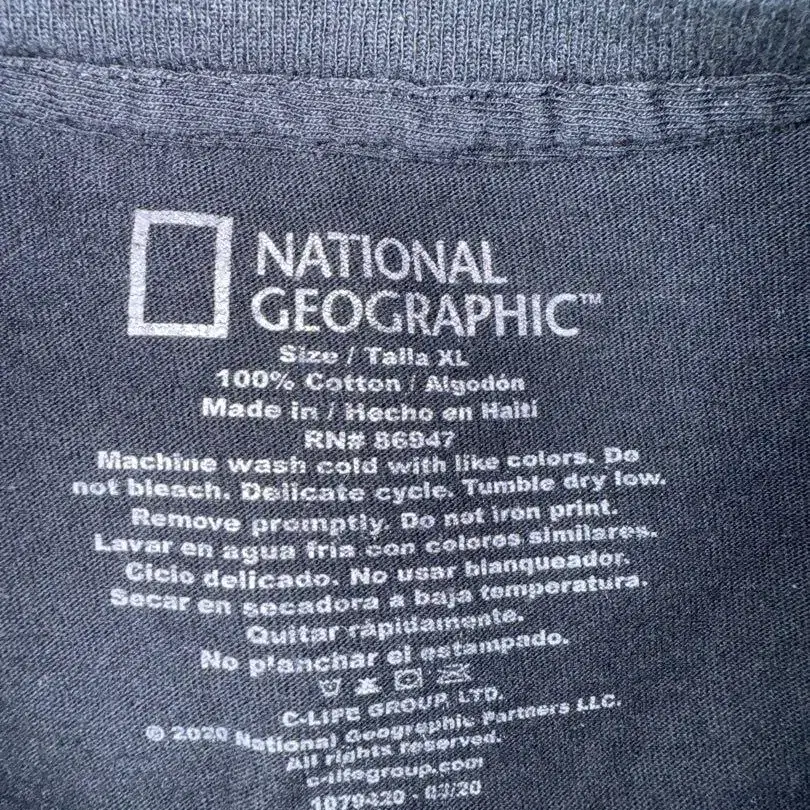 NATIONAL
GEOGRAPHIC™
Size / Talla XL
100% Cotton / Algodón
Made in / Hecho en Haiti
RN# 86947
Machine wash cold with like colors. Do
not bleach. Delicate cycle. Tumble dry low.
Remove promptly. Do not iron print.
Lavar en agua fria con colores similares.
Ciclo delicado. No usar blanqueador.
Secar en secadora a baja temperatura.
Quitar rápidamente.
No planchar el estampado.
C-LIFE GROUP, LTD.
© 2020 National Geographic Partners LLC.
All rights reserved.
c-lifegroup.com
1079420 - 03/20